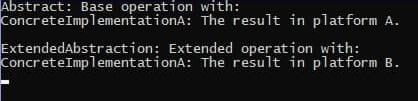 Abstract: Base operation with:
ConcreteImplementationA: The result in platform A.

ExtendedAbstraction: Extended operation with:
ConcreteImplementationA: The result in platform B.